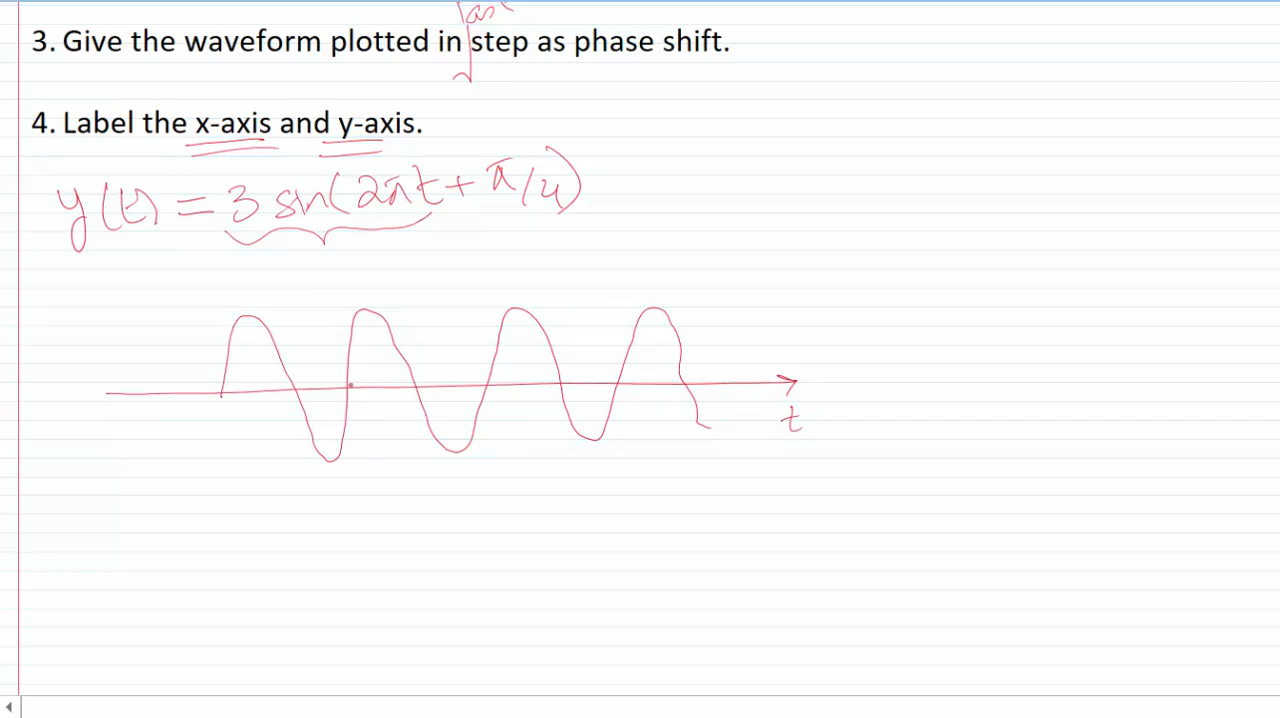 3. Give the waveform plotted in step as phase shift.
4. Label the x-axis and y-axis.
y(t) = 3 sin(2πt + π/4)
t